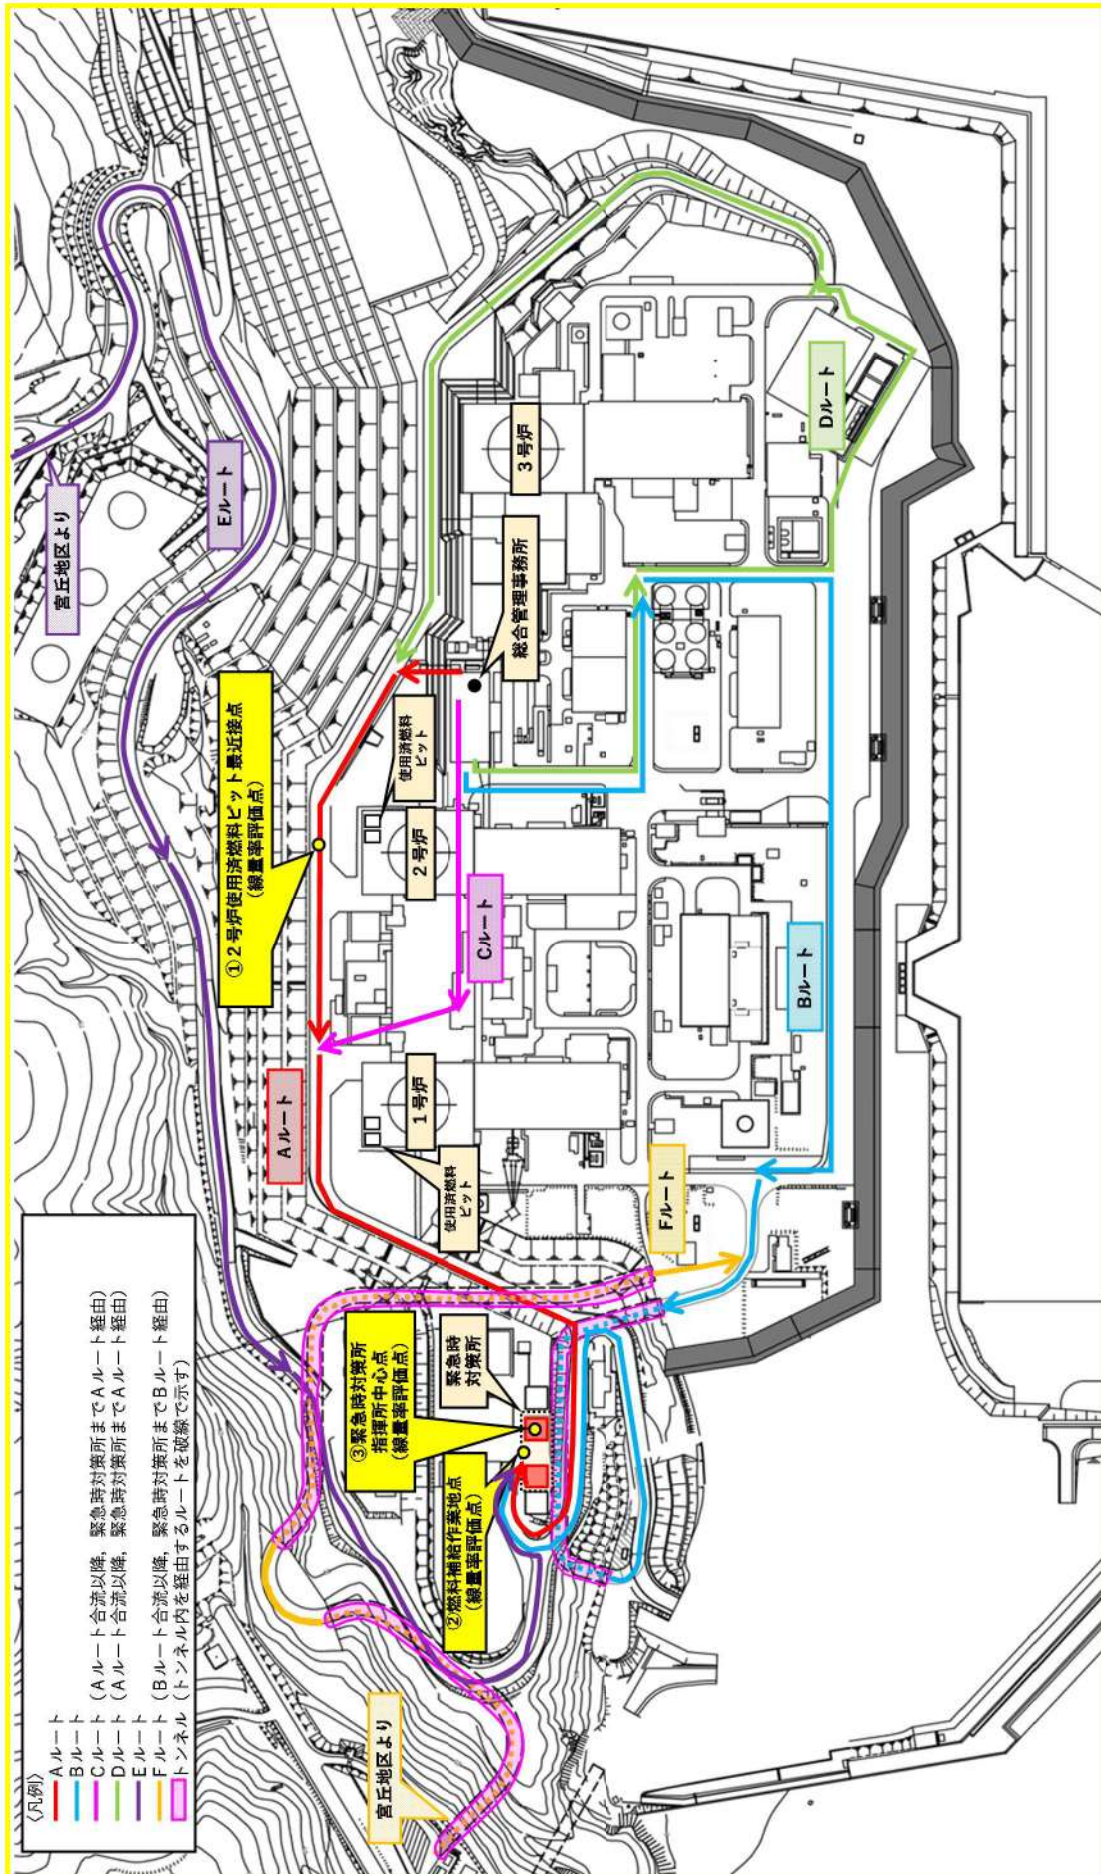 〈凡例〉
Aルート
Bルート
Cルート（Aルート合流以降，緊急時対策所までAルート経由）
Dルート（Aルート合流以降，緊急時対策所までAルート経由）
Eルート
Fルート（Bルート合流以降，緊急時対策所までBルート経由）
トンネル（トンネル内を経由するルートを破線で示す）
宮丘地区より
Eルート
①2号炉使用済燃料ピット最近接点
（線量率評価点）
Aルート
使用済燃料
ピット
2号炉
Cルート
総合管理事務所
3号炉
Dルート
1号炉
使用済燃料
ピット
Bルート
Fルート
③緊急時対策所
指揮所中心点
（線量率評価点）
緊急時
対策所
②燃料補給作業地点
（線量率評価点）
宮丘地区より